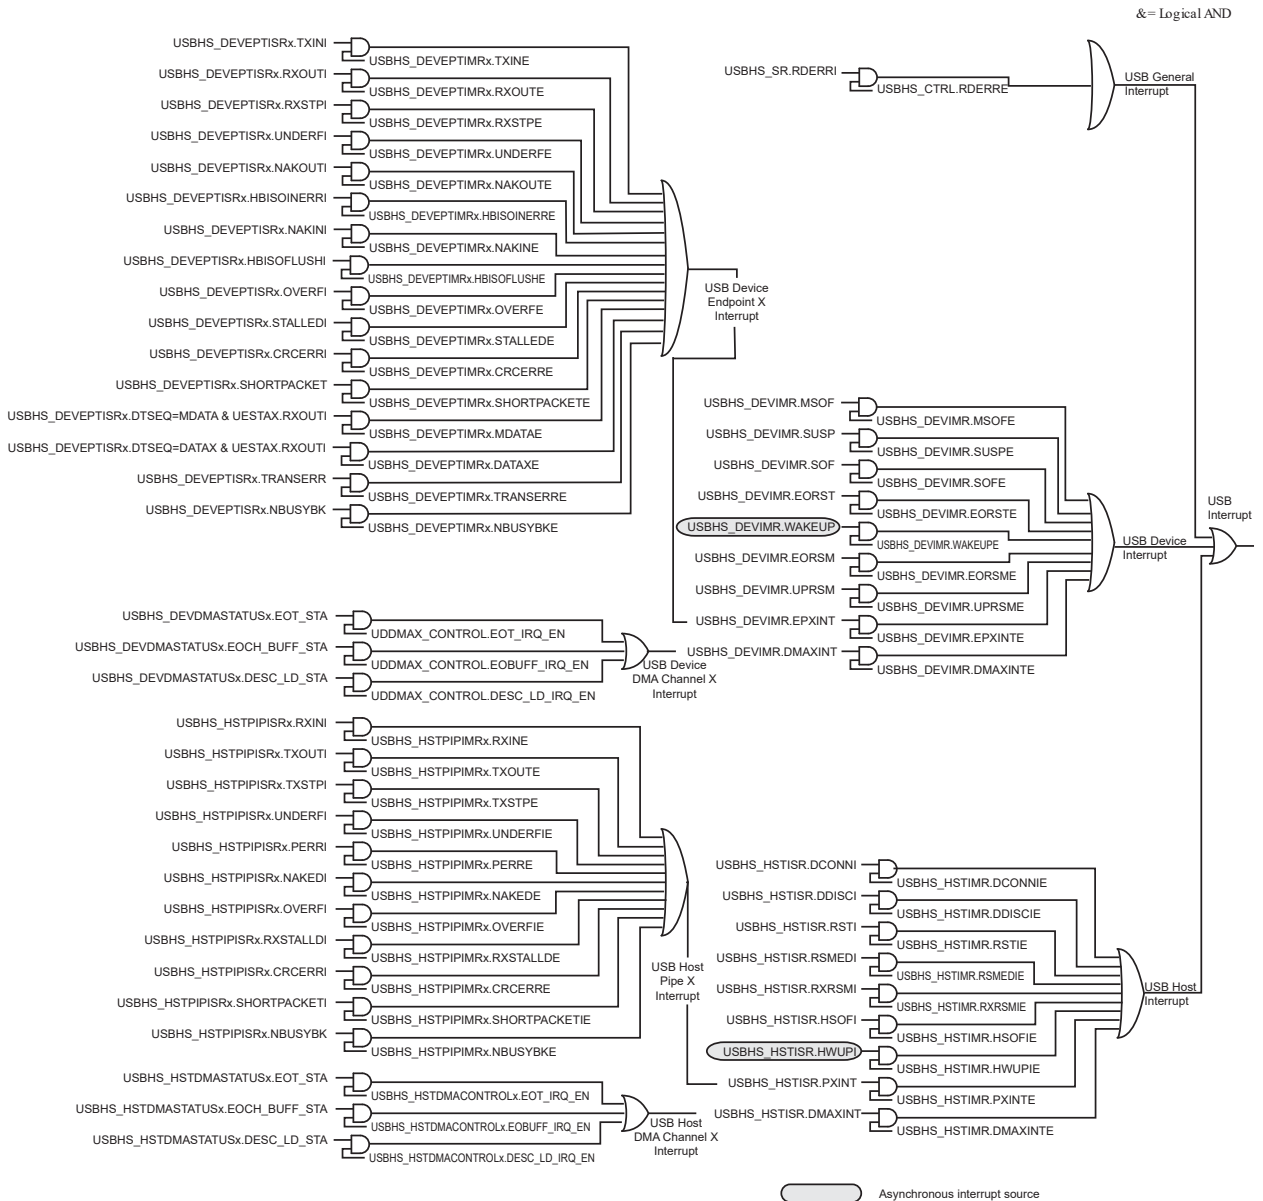 &= Logical AND
USBHS_DEVEPTISRx.TXINI
USBHS_DEVEPTIMRx.TXINE
USBHS_DEVEPTISRx.RXOUTI
USBHS_DEVEPTIMRx.RXOUTE
USBHS_DEVEPTISRx.RXSTPI
USBHS_DEVEPTIMRx.RXSTPE
USBHS_DEVEPTISRx.UNDERFI
USBHS_DEVEPTIMRx.UNDERFE
USBHS_DEVEPTISRx.NAKOUTI
USBHS_DEVEPTIMRx.NAKOUTE
USBHS_DEVEPTISRx.HBISOINERRI
USBHS_DEVEPTIMRx.HBISOINERRE
USBHS_DEVEPTISRx.NAKINI
USBHS_DEVEPTIMRx.NAKINE
USBHS_DEVEPTISRx.HBISOFLUSHI
USBHS_DEVEPTIMRx.HBISOFLUSHE
USBHS_DEVEPTISRx.OVERFI
USBHS_DEVEPTIMRx.OVERFE
USBHS_DEVEPTISRx.STALLEDI
USBHS_DEVEPTIMRx.STALLEDE
USBHS_DEVEPTISRx.CRCERRI
USBHS_DEVEPTIMRx.CRCERRE
USBHS_DEVEPTISRx.SHORTPACKET
USBHS_DEVEPTIMRx.SHORTPACKETE
USBHS_DEVEPTISRx.DTSEQ=MDATA & UESTAX.RXOUTI
USBHS_DEVEPTIMRx.MDATAE
USBHS_DEVEPTISRx.DTSEQ=DATAX & UESTAX.RXOUTI
USBHS_DEVEPTIMRx.DATAXE
USBHS_DEVEPTISRx.TRANSERR
USBHS_DEVEPTIMRx.TRANSERRE
USBHS_DEVEPTISRx.NBUSYBK
USBHS_DEVEPTIMRx.NBUSYBKE
USB Device
Endpoint X
Interrupt
USBHS_SR.RDERRI
USBHS_CTRL.RDERRE
USB General
Interrupt
USBHS_DEVIMR.MSOF
USBHS_DEVIMR.MSOFE
USBHS_DEVIMR.SUSP
USBHS_DEVIMR.SUSPE
USBHS_DEVIMR.SOF
USBHS_DEVIMR.SOFE
USBHS_DEVIMR.EORST
USBHS_DEVIMR.EORSTE
USBHS_DEVIMR.WAKEUP
USBHS_DEVIMR.WAKEUPE
USBHS_DEVIMR.EORSM
USBHS_DEVIMR.EORSME
USBHS_DEVIMR.UPRSM
USBHS_DEVIMR.UPRSME
USBHS_DEVIMR.EPXINT
USBHS_DEVIMR.EPXINTE
USBHS_DEVIMR.DMAXINT
USBHS_DEVIMR.DMAXINTE
USB Device
Interrupt
USB
Interrupt
USBHS_DEVDMASTATUSx.EOT_STA
UDDMAX_CONTROL.EOT_IRQ_EN
USBHS_DEVDMASTATUSx.EOCH_BUFF_STA
UDDMAX_CONTROL.EOBUFF_IRQ_EN
USBHS_DEVDMASTATUSx.DESC_LD_STA
UDDMAX_CONTROL.DESC_LD_IRQ_EN
USB Device
DMA Channel X
Interrupt
USBHS_HSTPIPISRx.RXINI
USBHS_HSTPIPIMRx.RXINE
USBHS_HSTPIPISRx.TXOUTI
USBHS_HSTPIPIMRx.TXOUTE
USBHS_HSTPIPISRx.TXSTPI
USBHS_HSTPIPIMRx.TXSTPE
USBHS_HSTPIPISRx.UNDERFI
USBHS_HSTPIPIMRx.UNDERFIE
USBHS_HSTPIPISRx.PERRI
USBHS_HSTPIPIMRx.PERRE
USBHS_HSTPIPISRx.NAKEDI
USBHS_HSTPIPIMRx.NAKEDE
USBHS_HSTPIPISRx.OVERFI
USBHS_HSTPIPIMRx.OVERFIE
USBHS_HSTPIPISRx.RXSTALLDI
USBHS_HSTPIPIMRx.RXSTALLDE
USBHS_HSTPIPISRx.CRCERRI
USBHS_HSTPIPIMRx.CRCERRE
USBHS_HSTPIPISRx.SHORTPACKETI
USBHS_HSTPIPIMRx.SHORTPACKETIE
USBHS_HSTPIPISRx.NBUSYBK
USBHS_HSTPIPIMRx.NBUSYBKE
USB Host
Pipe X
Interrupt
USBHS_HSTISR.DCONNI
USBHS_HSTIMR.DCONNIE
USBHS_HSTISR.DDISCI
USBHS_HSTIMR.DDISCIE
USBHS_HSTISR.RSTI
USBHS_HSTIMR.RSTIE
USBHS_HSTISR.RSMEDI
USBHS_HSTIMR.RSMEDIE
USBHS_HSTISR.RXRSMI
USBHS_HSTIMR.RXRSMIE
USBHS_HSTISR.HSOFI
USBHS_HSTIMR.HSOFIE
USBHS_HSTISR.HWUPI
USBHS_HSTIMR.HWUPIE
USBHS_HSTISR.PXINT
USBHS_HSTIMR.PXINTE
USBHS_HSTISR.DMAXINT
USBHS_HSTIMR.DMAXINTE
USB Host
Interrupt
USBHS_HSTDMASTATUSx.EOT_STA
USBHS_HSTDMACONTROLx.EOT_IRQ_EN
USBHS_HSTDMASTATUSx.EOCH_BUFF_STA
USBHS_HSTDMACONTROLx.EOBUFF_IRQ_EN
USBHS_HSTDMASTATUSx.DESC_LD_STA
USBHS_HSTDMACONTROLx.DESC_LD_IRQ_EN
USB Host
DMA Channel X
Interrupt
Asynchronous interrupt source